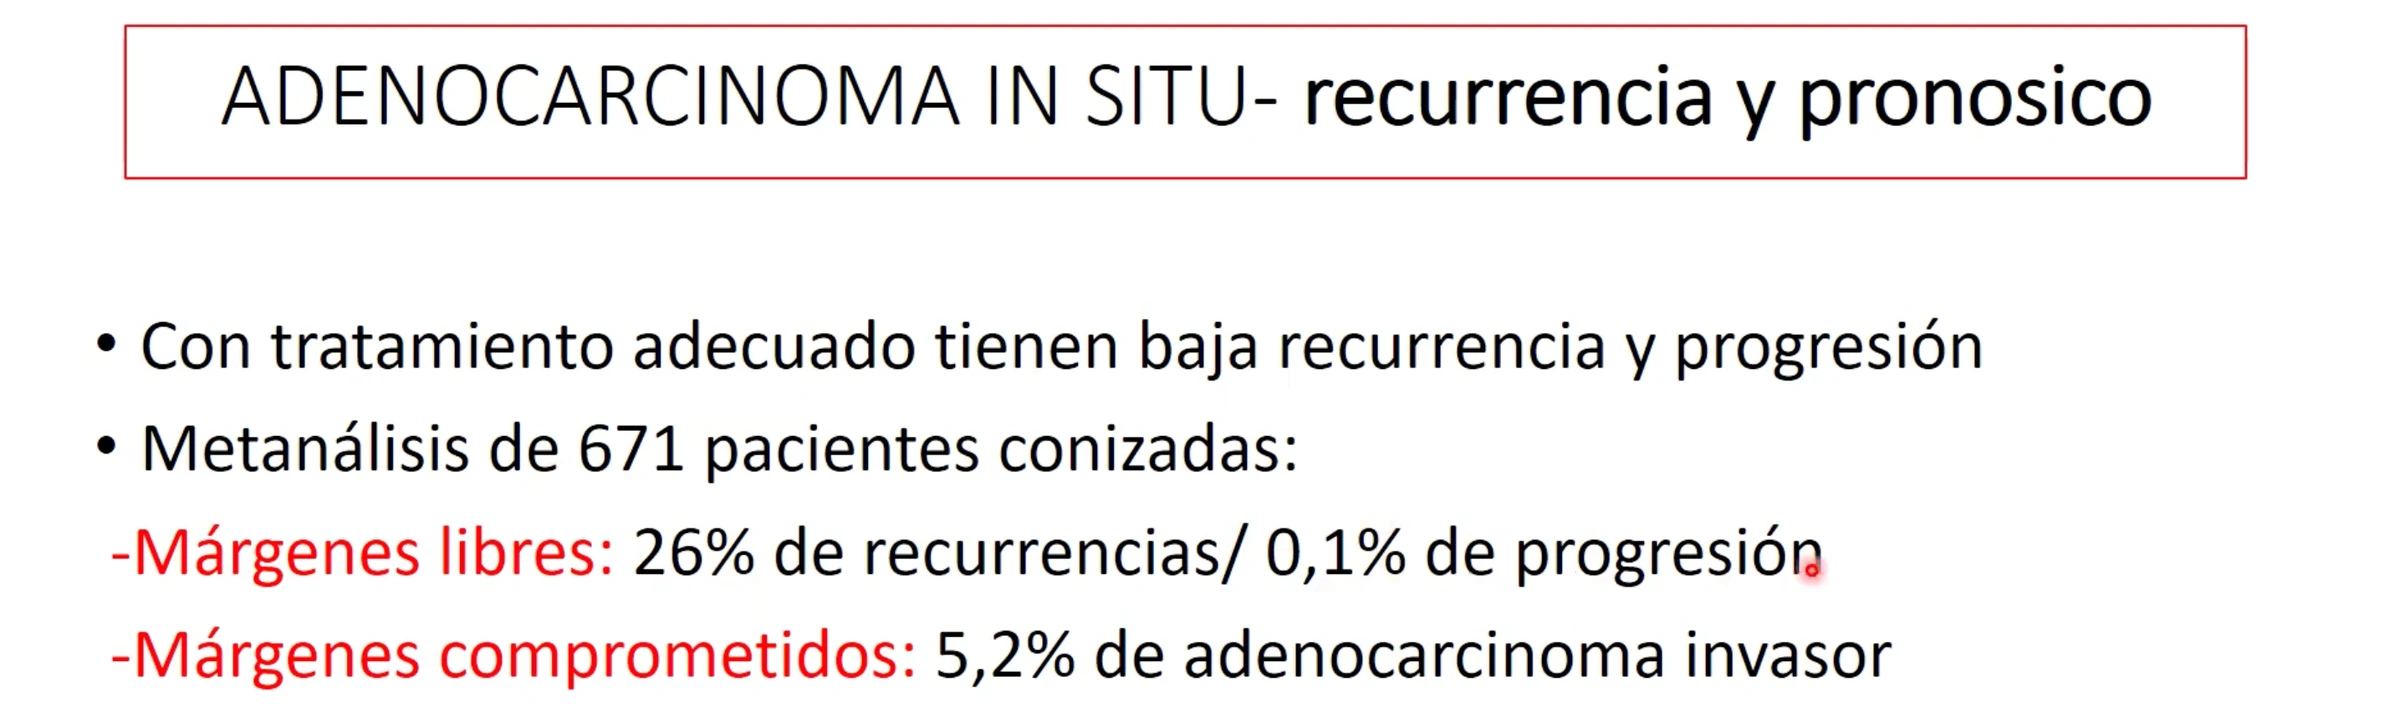 ADENOCARCINOMA IN SITU- recurrencia y pronosico
• Con tratamiento adecuado tienen baja recurrencia y progresión
• Metanálisis de 671 pacientes conizadas:
-Márgenes libres: 26% de recurrencias/ 0,1% de progresión
-Márgenes comprometidos: 5,2% de adenocarcinoma invasor